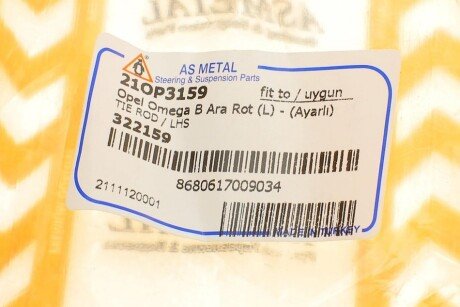 ASMETAL
AS METAL
Steering & Suspension Parts
21OP3159 fit to / uygun
Opel Omega B Ara Rot (L) - (Ayarlı)
TIE ROD / LHS
322159
8680617009034
2111120001
MADE IN TURKEY